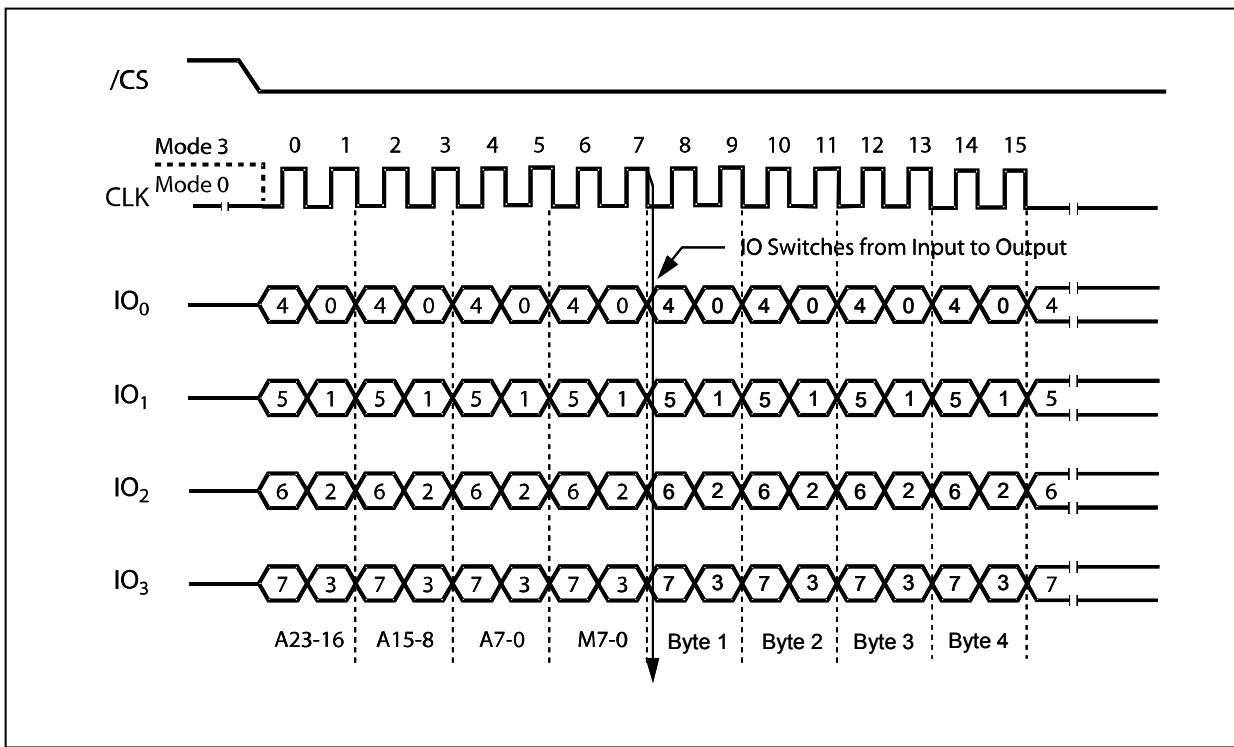 /CS
Mode 3
0 1 2 3 4 5 6 7 8 9 10 11 12 13 14 15
CLK
Mode 0
IO Switches from Input to Output
IO0 4 0 4 0 4 0 4 0 4 0 4 0 4 0 4 0 4
IO1 5 1 5 1 5 1 5 1 5 1 5 1 5 1 5 1 5
IO2 6 2 6 2 6 2 6 2 6 2 6 2 6 2 6 2 6
IO3 7 3 7 3 7 3 7 3 7 3 7 3 7 3 7 3 7
A23-16 A15-8 A7-0 M7-0 Byte 1 Byte 2 Byte 3 Byte 4